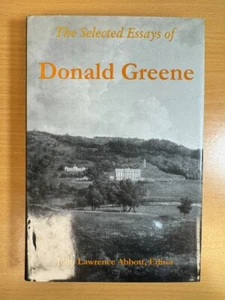 The Selected Essays of
Donald Greene
John Lawrence Abbott, Editor